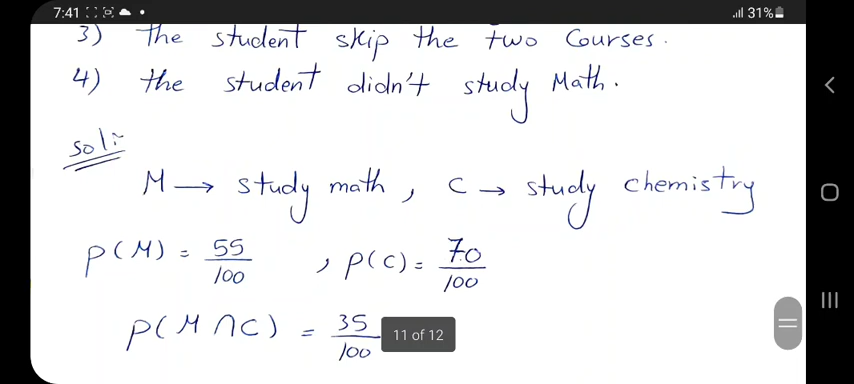 7:41 31%
3) The student skip the two Courses.
4) the student didn't study Math.
sol:
M → study math, C → study chemistry
P(M) = 55/100, P(C) = 70/100
P(M ∩ C) = 35/100
11 of 12